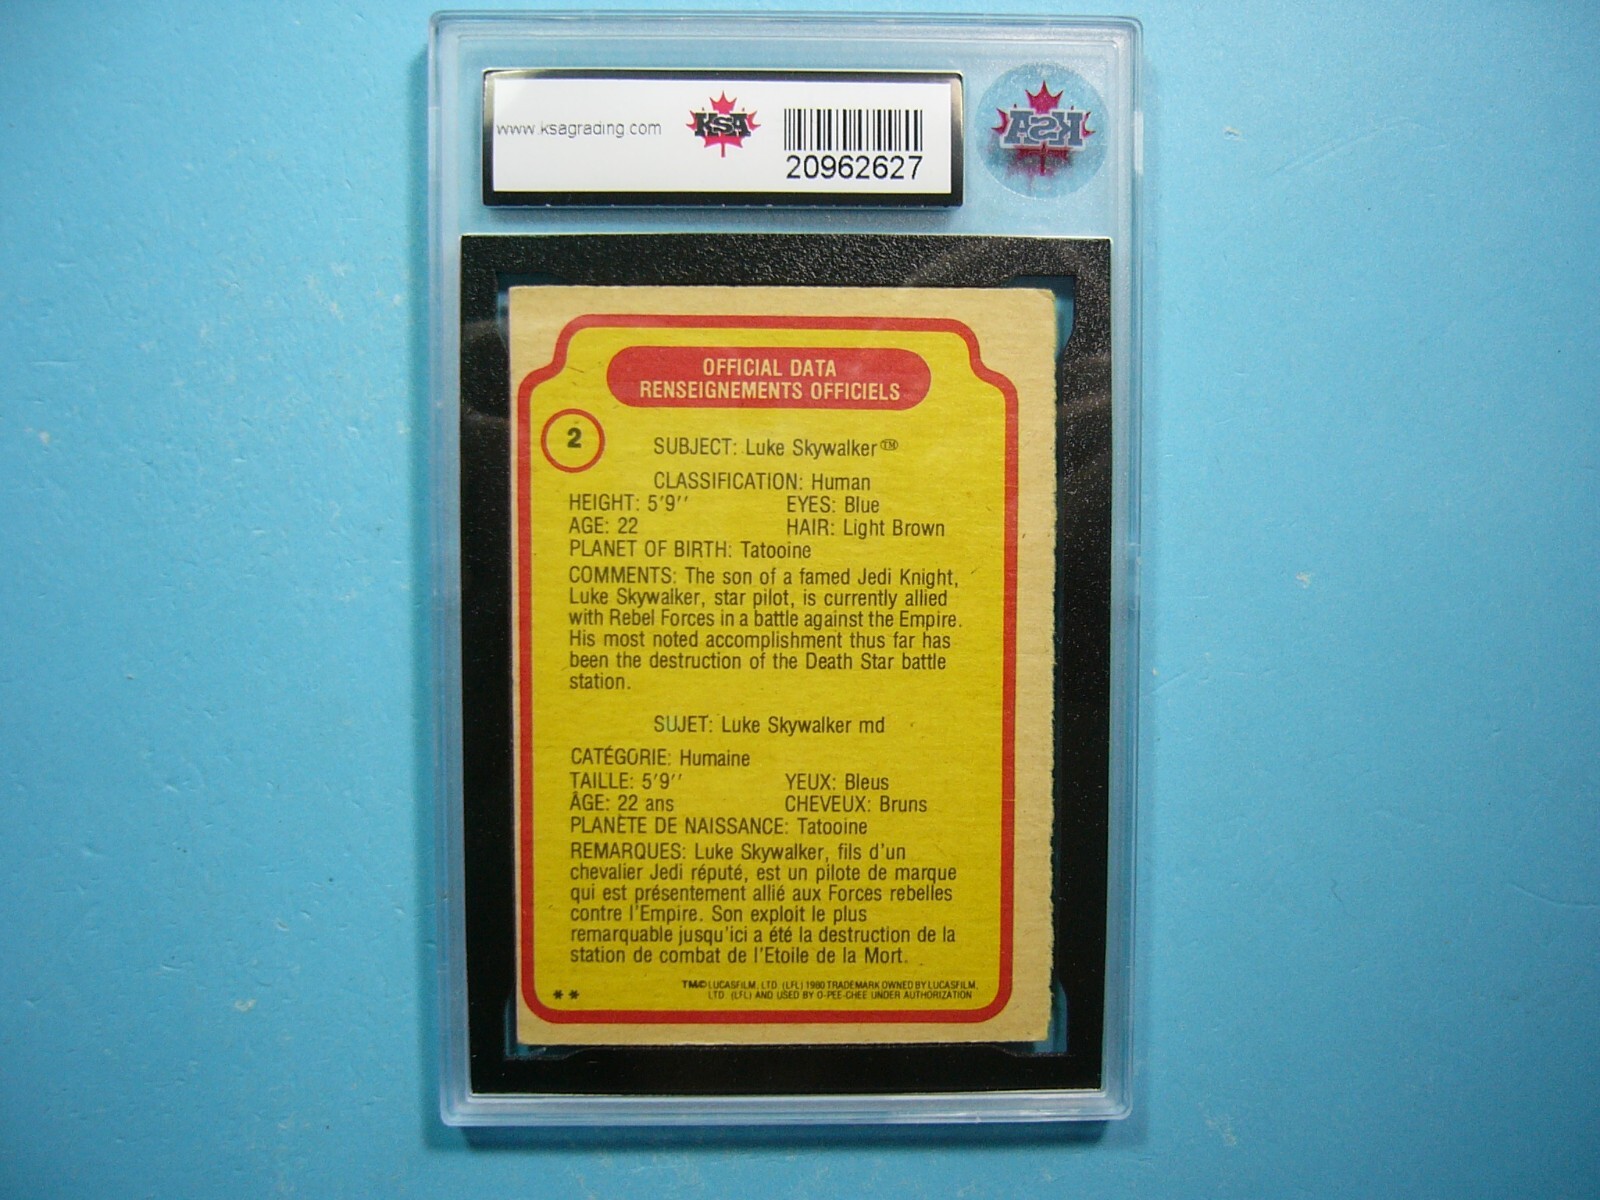 www.ksagrading.com
KSA
20962627
KSA
OFFICIAL DATA
RENSEIGNEMENTS OFFICIELS
2
SUBJECT: Luke Skywalker™
CLASSIFICATION: Human
HEIGHT: 5'9'' EYES: Blue
AGE: 22 HAIR: Light Brown
PLANET OF BIRTH: Tatooine
COMMENTS: The son of a famed Jedi Knight,
Luke Skywalker, star pilot, is currently allied
with Rebel Forces in a battle against the Empire.
His most noted accomplishment thus far has
been the destruction of the Death Star battle
station.
SUJET: Luke Skywalker md
CATÉGORIE: Humaine
TAILLE: 5'9'' YEUX: Bleus
ÂGE: 22 ans CHEVEUX: Bruns
PLANÈTE DE NAISSANCE: Tatooine
REMARQUES: Luke Skywalker, fils d'un
chevalier Jedi réputé, est un pilote de marque
qui est présentement allié aux Forces rebelles
contre l'Empire. Son exploit le plus
remarquable jusqu'ici a été la destruction de la
station de combat de l'Etoile de la Mort.
** TM© LUCASFILM, LTD. (LFL) 1980 TRADEMARK OWNED BY LUCASFILM,
LTD. (LFL) AND USED BY O-PEE-CHEE UNDER AUTHORIZATION